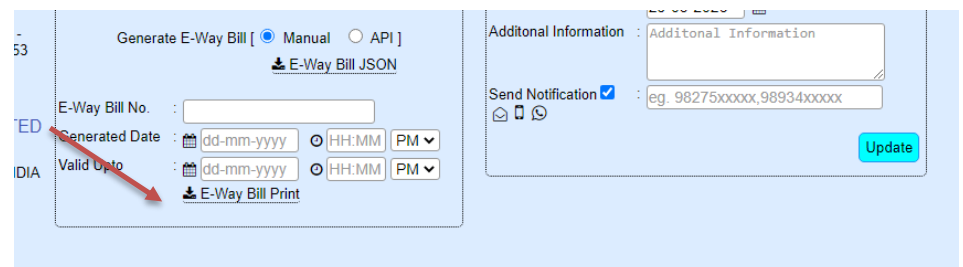 -
53
TED
INDIA
Generate E-Way Bill [ Manual API ]
E-Way Bill JSON
E-Way Bill No. :
Generated Date : dd-mm-yyyy HH:MM PM
Valid Upto : dd-mm-yyyy HH:MM PM
E-Way Bill Print
Additonal Information : Additonal Information
Send Notification : eg. 98275xxxxx,98934xxxxx
Update